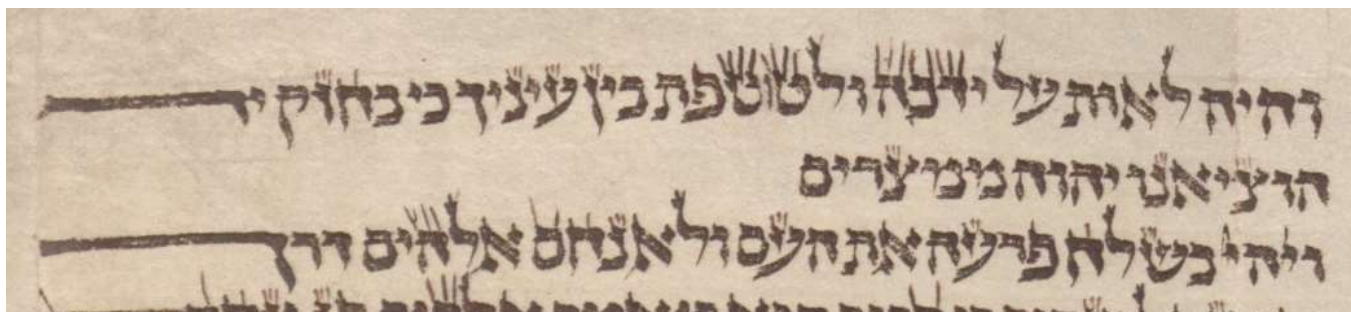 והיה לאות על ידכה ולטוטפת בין עיניך כי בחזק יד
הוציאנו יהוה ממצרים
ויהי בשלח פרעה את העם ולא נחם אלהים דרך